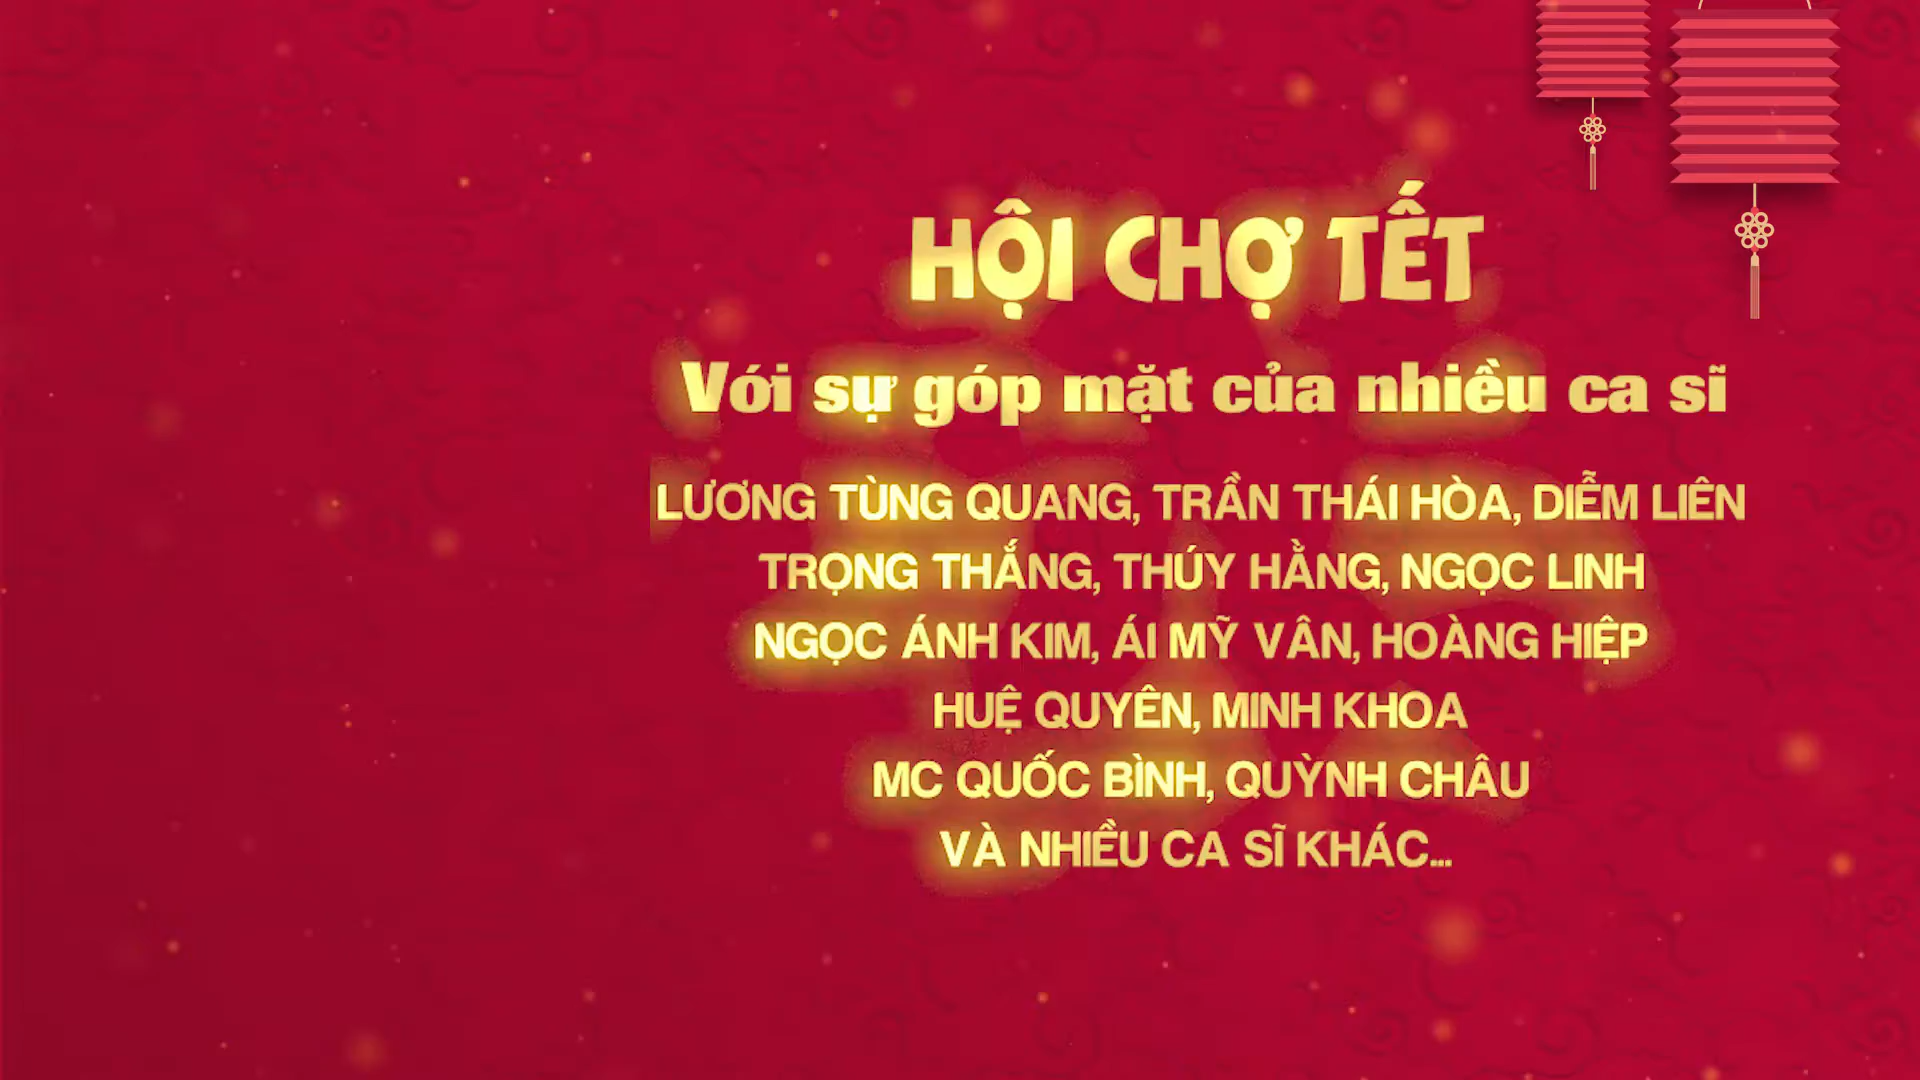 HỘI CHỢ TẾT
Với sự góp mặt của nhiều ca sĩ
LƯƠNG TÙNG QUANG, TRẦN THÁI HÒA, DIỄM LIÊN
TRỌNG THẮNG, THÚY HẰNG, NGỌC LINH
NGỌC ÁNH KIM, ÁI MỸ VÂN, HOÀNG HIỆP
HUỆ QUYÊN, MINH KHOA
MC QUỐC BÌNH, QUỲNH CHÂU
VÀ NHIỀU CA SĨ KHÁC...